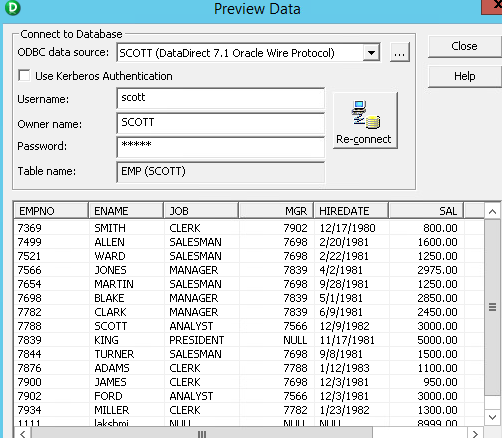 Preview Data
Connect to Database
ODBC data source: SCOTT (DataDirect 7.1 Oracle Wire Protocol) ... Close
Use Kerberos Authentication Help
Username: scott
Owner name: SCOTT
Password: *****
Re-connect
Table name: EMP (SCOTT)
EMPNO ENAME JOB MGR HIREDATE SAL
7369 SMITH CLERK 7902 12/17/1980 800.00
7499 ALLEN SALESMAN 7698 2/20/1981 1600.00
7521 WARD SALESMAN 7698 2/22/1981 1250.00
7566 JONES MANAGER 7839 4/2/1981 2975.00
7654 MARTIN SALESMAN 7698 9/28/1981 1250.00
7698 BLAKE MANAGER 7839 5/1/1981 2850.00
7782 CLARK MANAGER 7839 6/9/1981 2450.00
7788 SCOTT ANALYST 7566 12/9/1982 3000.00
7839 KING PRESIDENT NULL 11/17/1981 5000.00
7844 TURNER SALESMAN 7698 9/8/1981 1500.00
7876 ADAMS CLERK 7788 1/12/1983 1100.00
7900 JAMES CLERK 7698 12/3/1981 950.00
7902 FORD ANALYST 7566 12/3/1981 3000.00
7934 MILLER CLERK 7782 1/23/1982 1300.00
1111 lakshmi NULL NULL NULL 8999.00